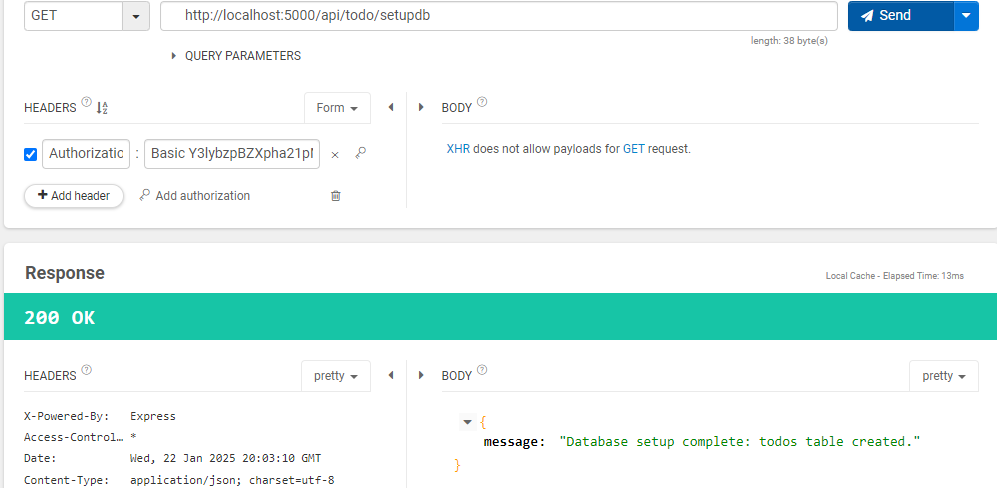 GET
http://localhost:5000/api/todo/setupdb
Send
length: 38 byte(s)
QUERY PARAMETERS
HEADERS ?
Form
BODY ?
Authorizatic : Basic Y3lybzpBZXpha21pI ×
XHR does not allow payloads for GET request.
+ Add header
Add authorization
Response
Local Cache - Elapsed Time: 13ms
200 OK
HEADERS ?
pretty
BODY ?
pretty
X-Powered-By: Express
Access-Control… *
Date: Wed, 22 Jan 2025 20:03:10 GMT
Content-Type: application/json; charset=utf-8
{
message: "Database setup complete: todos table created."
}